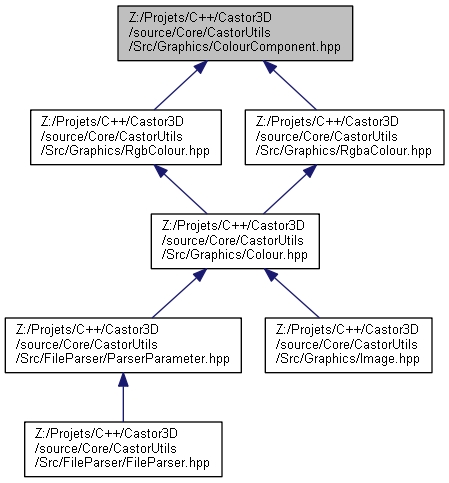 Z:/Projets/C++/Castor3D
/source/Core/CastorUtils
/Src/Graphics/ColourComponent.hpp
Z:/Projets/C++/Castor3D
/source/Core/CastorUtils
/Src/Graphics/RgbColour.hpp
Z:/Projets/C++/Castor3D
/source/Core/CastorUtils
/Src/Graphics/RgbaColour.hpp
Z:/Projets/C++/Castor3D
/source/Core/CastorUtils
/Src/Graphics/Colour.hpp
Z:/Projets/C++/Castor3D
/source/Core/CastorUtils
/Src/FileParser/ParserParameter.hpp
Z:/Projets/C++/Castor3D
/source/Core/CastorUtils
/Src/Graphics/Image.hpp
Z:/Projets/C++/Castor3D
/source/Core/CastorUtils
/Src/FileParser/FileParser.hpp